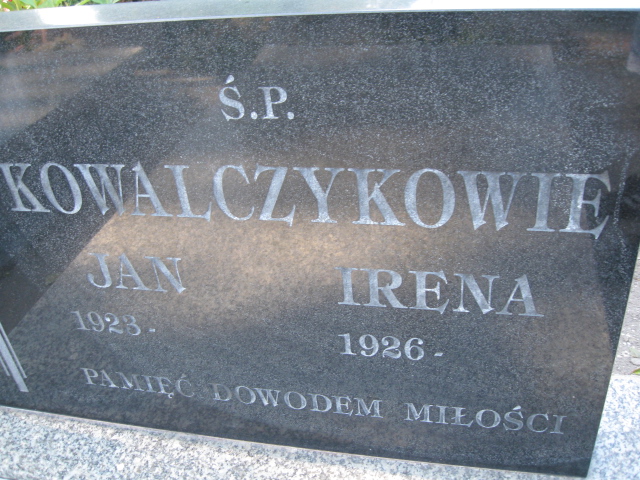 Ś.P.
KOWALCZYKOWIE
JAN IRENA
1923- 1926-
PAMIĘĆ DOWODEM MIŁOŚCI